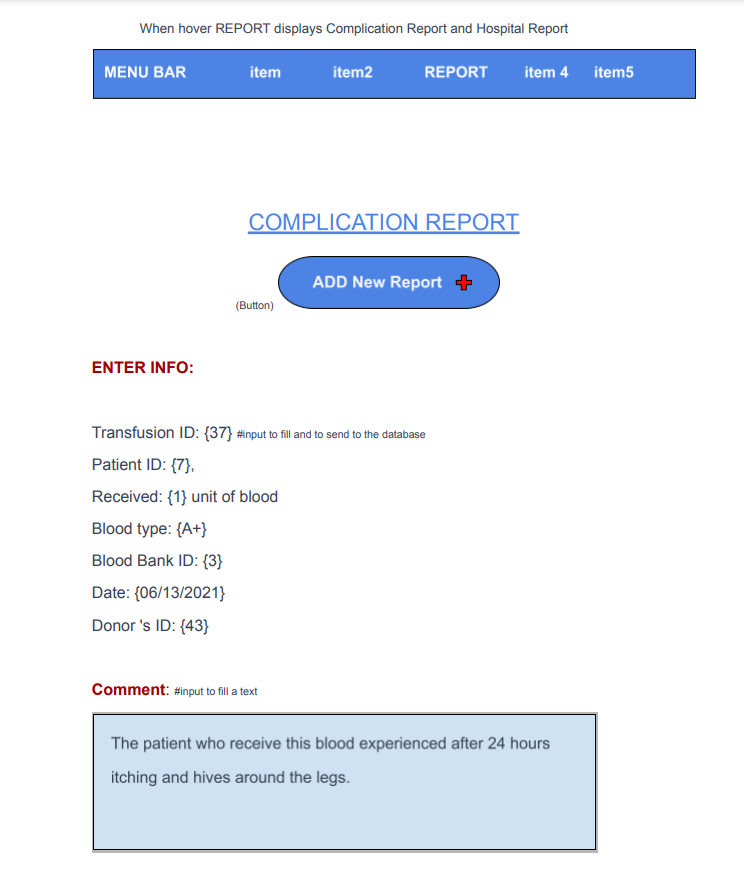 When hover REPORT displays Complication Report and Hospital Report
MENU BAR item item2 REPORT item 4 item5
COMPLICATION REPORT
ADD New Report
(Button)
ENTER INFO:
Transfusion ID: {37} #input to fill and to send to the database
Patient ID: {7},
Received: {1} unit of blood
Blood type: {A+}
Blood Bank ID: {3}
Date: {06/13/2021}
Donor 's ID: {43}
Comment: #input to fill a text
The patient who receive this blood experienced after 24 hours
itching and hives around the legs.